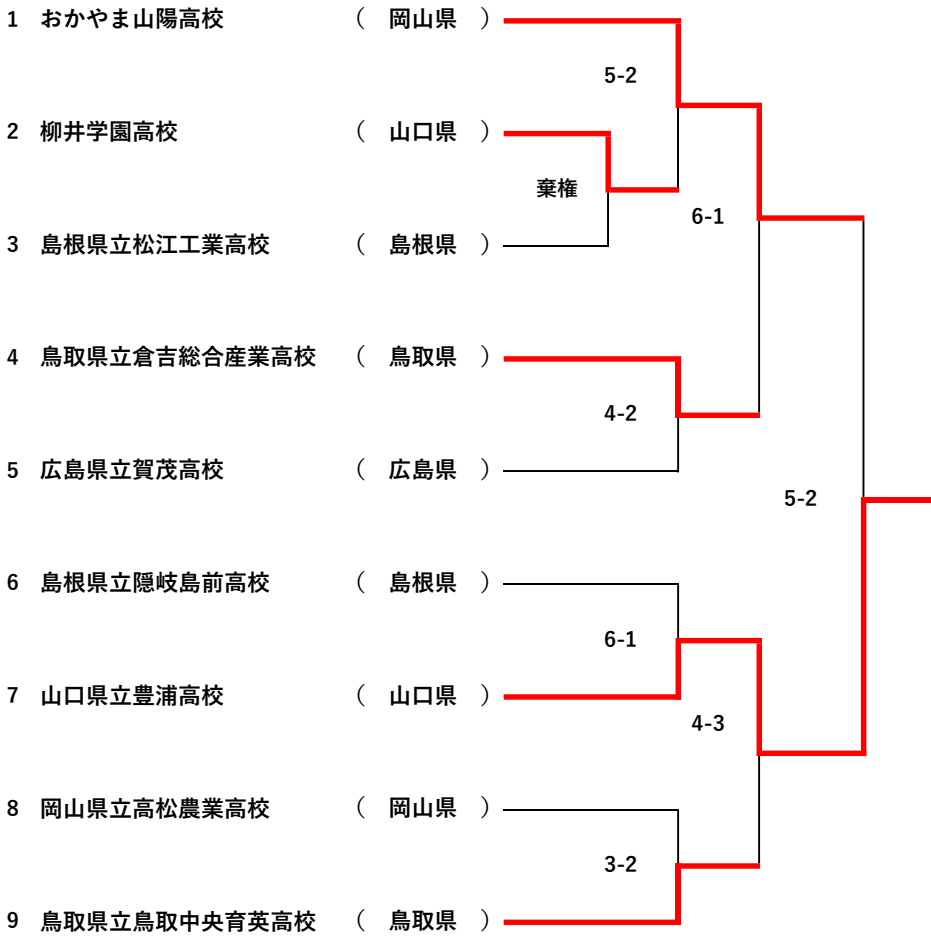 1 おかやま山陽高校 （ 岡山県 ）
5-2
2 柳井学園高校 （ 山口県 ）
棄権
6-1
3 島根県立松江工業高校 （ 島根県 ）
4 鳥取県立倉吉総合産業高校 （ 鳥取県 ）
4-2
5 広島県立賀茂高校 （ 広島県 ）
5-2
6 島根県立隠岐島前高校 （ 島根県 ）
6-1
7 山口県立豊浦高校 （ 山口県 ）
4-3
8 岡山県立高松農業高校 （ 岡山県 ）
3-2
9 鳥取県立鳥取中央育英高校 （ 鳥取県 ）